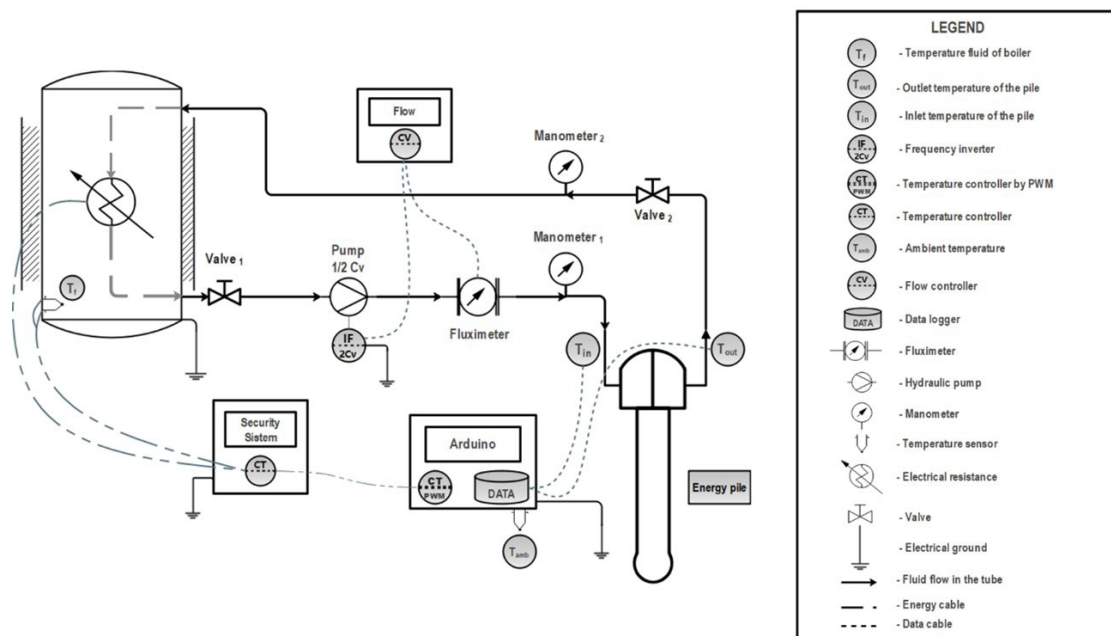 Flow
CV
Manometer 2
Valve 2
Manometer 1
Valve 1
Pump
1/2 Cv
Fluximeter
IF
2Cv
Tf
Tin
Tout
Security
Sistem
CT
Arduino
CT
PWM
DATA
Tamb
Energy pile
LEGEND
Tf - Temperature fluid of boiler
Tout - Outlet temperature of the pile
Tin - Inlet temperature of the pile
IF
2Cv - Frequency inverter
CT
PWM - Temperature controller by PWM
CT - Temperature controller
Tamb - Ambient temperature
CV - Flow controller
DATA - Data logger
- Fluximeter
- Hydraulic pump
- Manometer
- Temperature sensor
- Electrical resistance
- Valve
- Electrical ground
- Fluid flow in the tube
- Energy cable
- Data cable